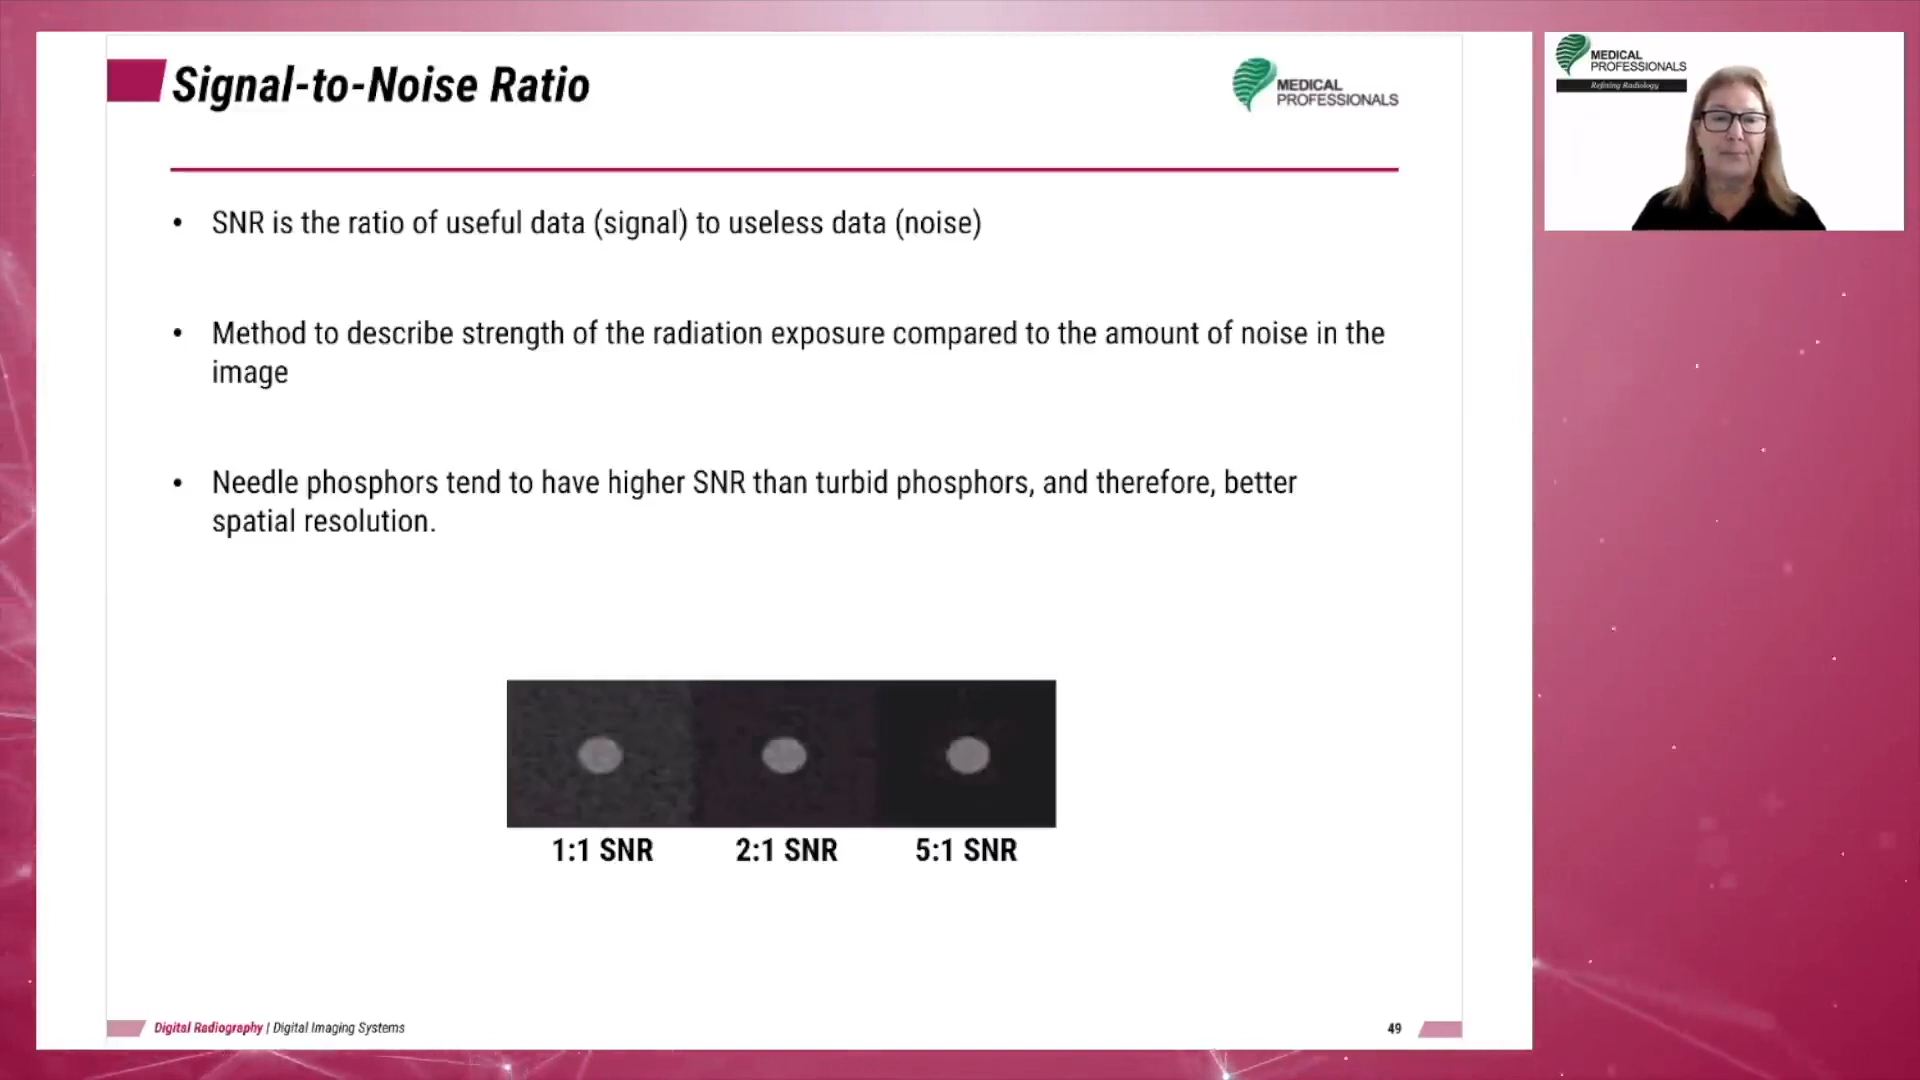 Signal-to-Noise Ratio
MEDICAL
PROFESSIONALS
• SNR is the ratio of useful data (signal) to useless data (noise)
• Method to describe strength of the radiation exposure compared to the amount of noise in the
image
• Needle phosphors tend to have higher SNR than turbid phosphors, and therefore, better
spatial resolution.
1:1 SNR 2:1 SNR 5:1 SNR
Digital Radiography | Digital Imaging Systems
49
MEDICAL
PROFESSIONALS
Refining Radiology